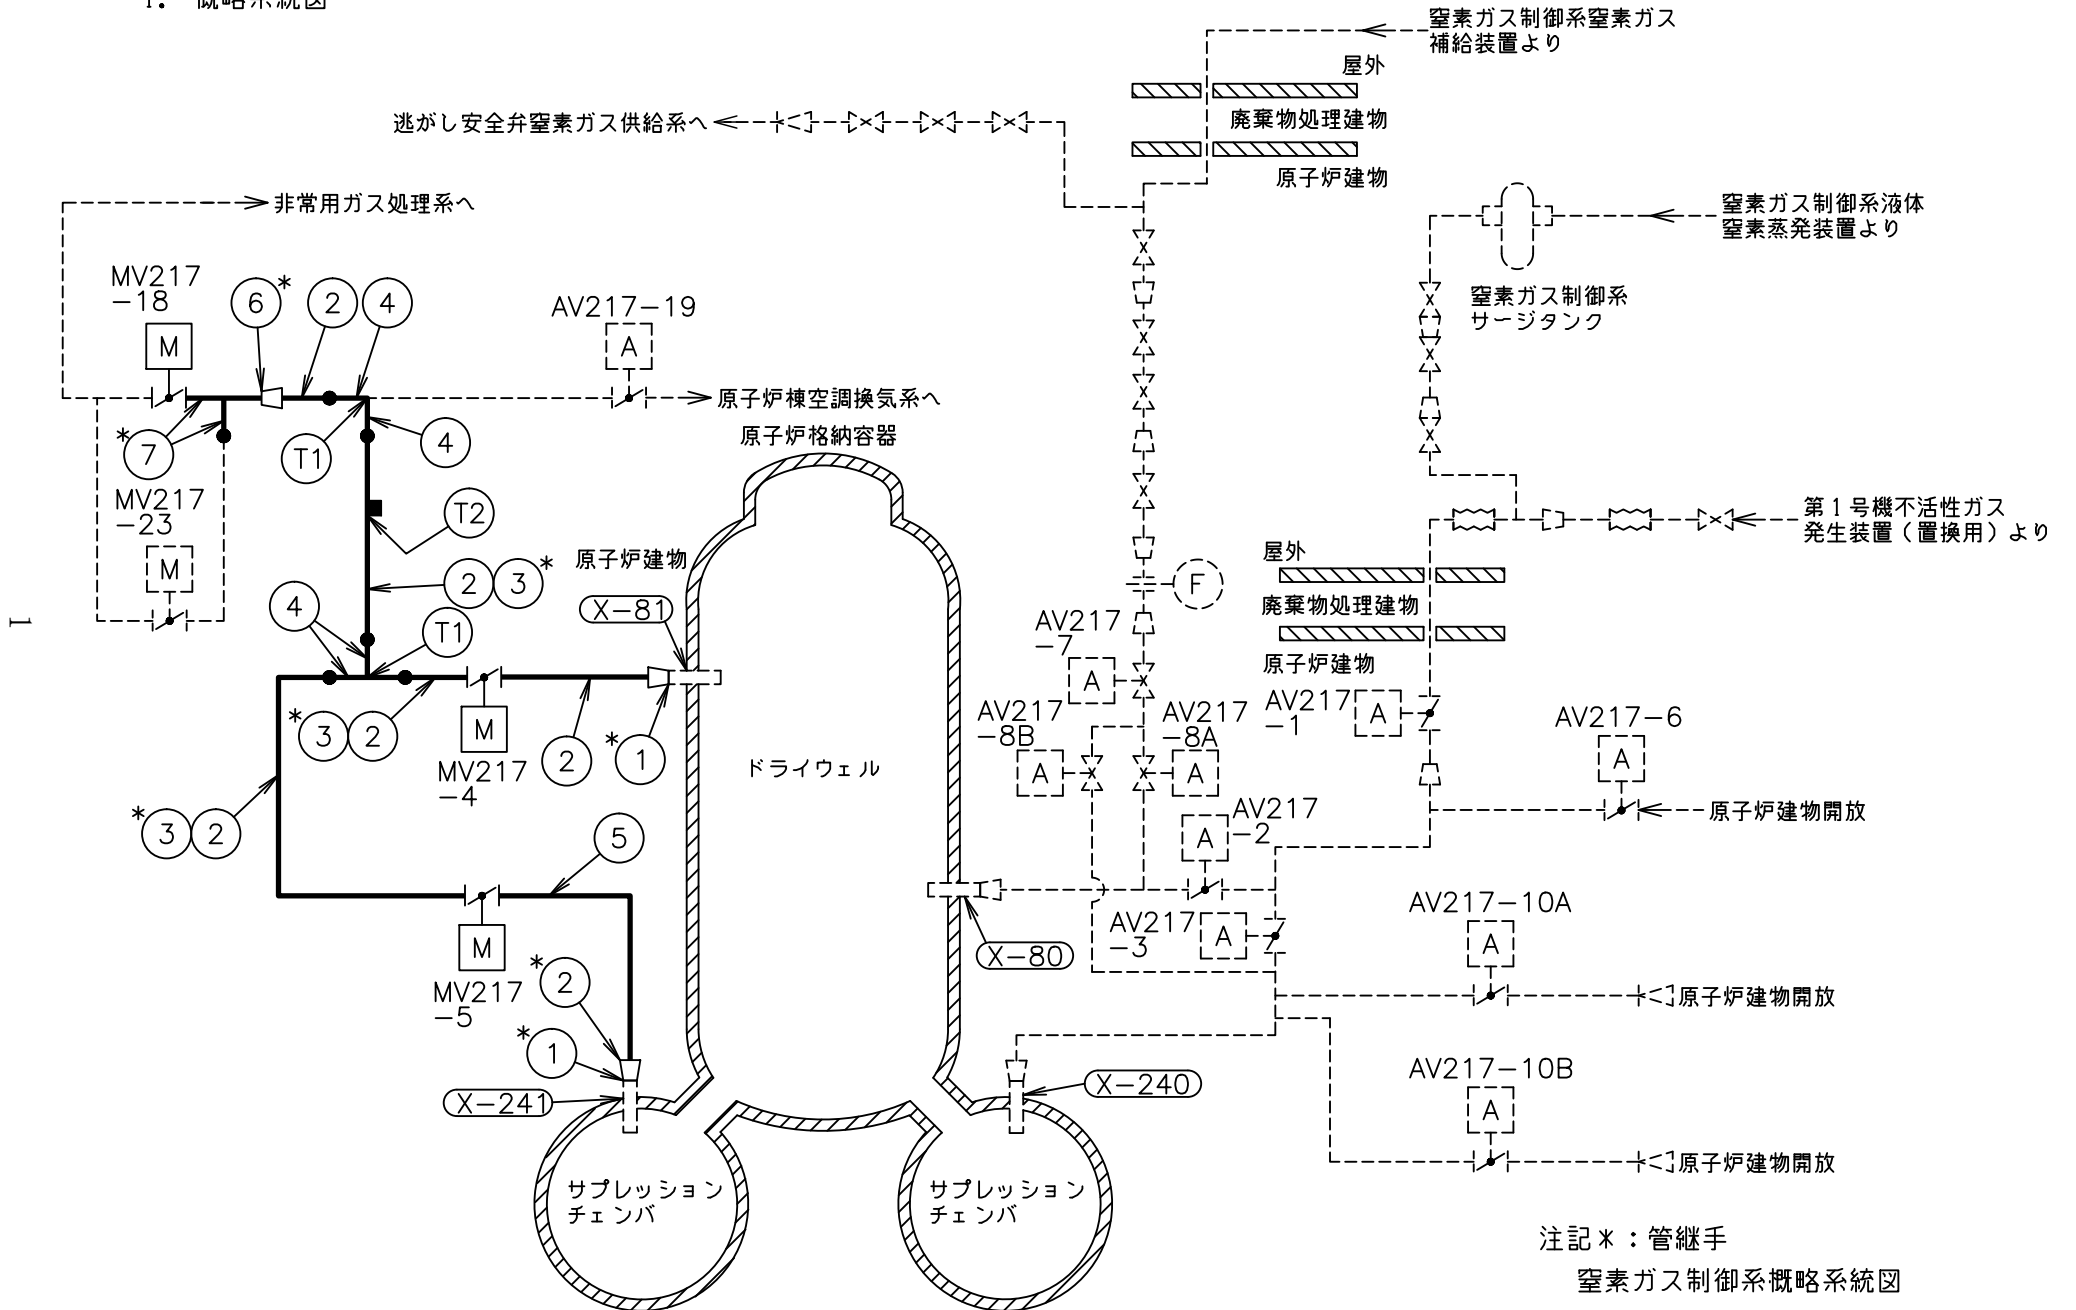 1. 概略系統図
窒素ガス制御系窒素ガス
補給装置より
屋外
廃棄物処理建物
原子炉建物
逃がし安全弁窒素ガス供給系へ
非常用ガス処理系へ
窒素ガス制御系液体
窒素蒸発装置より
窒素ガス制御系
サージタンク
MV217
-18
M
6*
2
4
AV217-19
A
原子炉棟空調換気系へ
原子炉格納容器
*7
T1
4
MV217
-23
M
T2
第1号機不活性ガス
発生装置(置換用)より
原子炉建物
2
3*
屋外
廃棄物処理建物
原子炉建物
F
4
T1
X-81
AV217
-7
A
*3
2
M
MV217
-4
2
*1
AV217
-8B
A
AV217
-8A
A
AV217
-1
A
AV217-6
A
原子炉建物開放
ドライウェル
*3
2
5
AV217
-2
A
M
MV217
-5
AV217
-3
A
X-80
AV217-10A
A
原子炉建物開放
*2
*1
X-241
X-240
AV217-10B
A
原子炉建物開放
サプレッション
チェンバ
サプレッション
チェンバ
注記*:管継手
窒素ガス制御系概略系統図
1